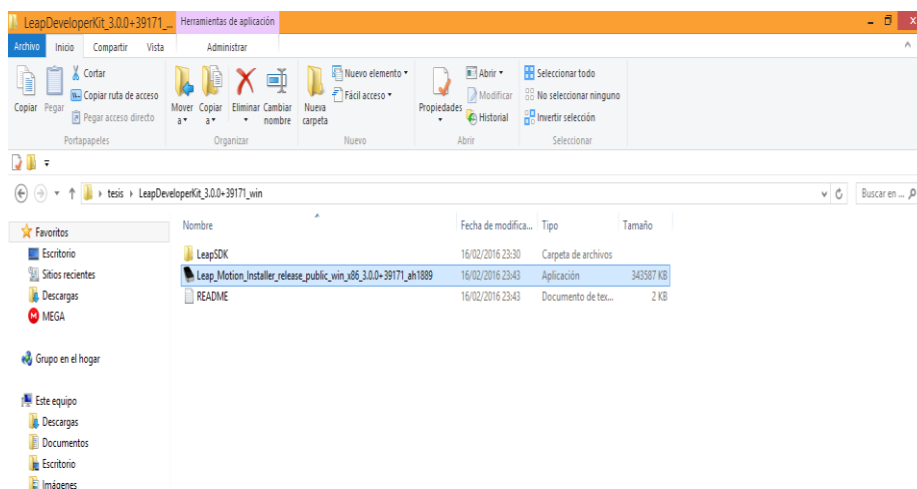 LeapDeveloperKit_3.0.0+39171_... Herramientas de aplicación
Archivo Inicio Compartir Vista Administrar
Copiar
Pegar
Cortar
Copiar ruta de acceso
Pegar acceso directo
Portapapeles
Mover a
Copiar a
Eliminar
Cambiar nombre
Organizar
Nueva carpeta
Nuevo elemento
Fácil acceso
Nuevo
Propiedades
Abrir
Modificar
Historial
Abrir
Seleccionar todo
No seleccionar ninguno
Invertir selección
Seleccionar
tesis LeapDeveloperKit_3.0.0+39171_win
Buscar en ...
Nombre Fecha de modifica... Tipo Tamaño
LeapSDK 16/02/2016 23:30 Carpeta de archivos
Leap_Motion_Installer_release_public_win_x86_3.0.0+39171_ah1889 16/02/2016 23:43 Aplicación 343587 KB
README 16/02/2016 23:43 Documento de tex... 2 KB
Favoritos
Escritorio
Sitios recientes
Descargas
MEGA
Grupo en el hogar
Este equipo
Descargas
Documentos
Escritorio
Imágenes